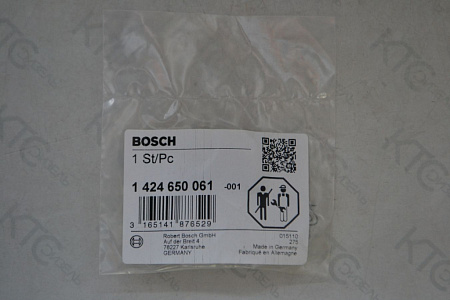 BOSCH
1 St/Pc
1 424 650 061 -001
3 165141 876529
Robert Bosch GmbH
Auf der Breit 4
76227 Karlsruhe
GERMANY
015110
275
Made in Germany
Fabriqué en Allemagne
KTC